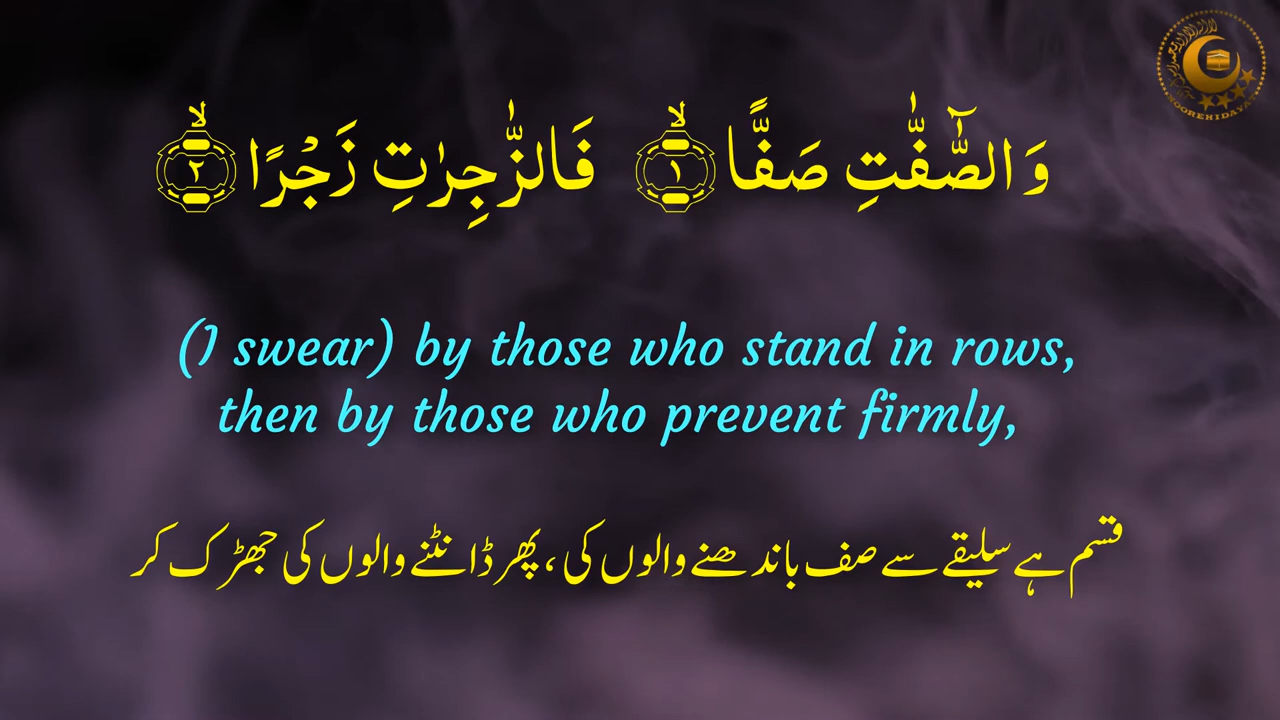 وَالصّٰٓفّٰتِ صَفًّا ۙ﴿۱﴾ فَالزّٰجِرٰتِ زَجْرًا ۙ﴿۲﴾
(I swear) by those who stand in rows,
then by those who prevent firmly,
قسم ہے سلیقے سے صف باندھنے والوں کی، پھر ڈانٹنے والوں کی جھڑک کر
NOOREHIDAYAT